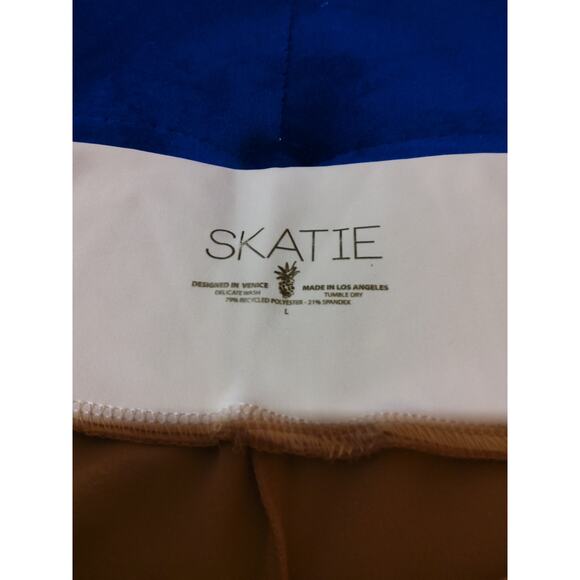 SKATIE
DESIGNED IN VENICE MADE IN LOS ANGELES
DELICATE WASH TUMBLE DRY
79% RECYCLED POLYESTER - 21% SPANDEX
L